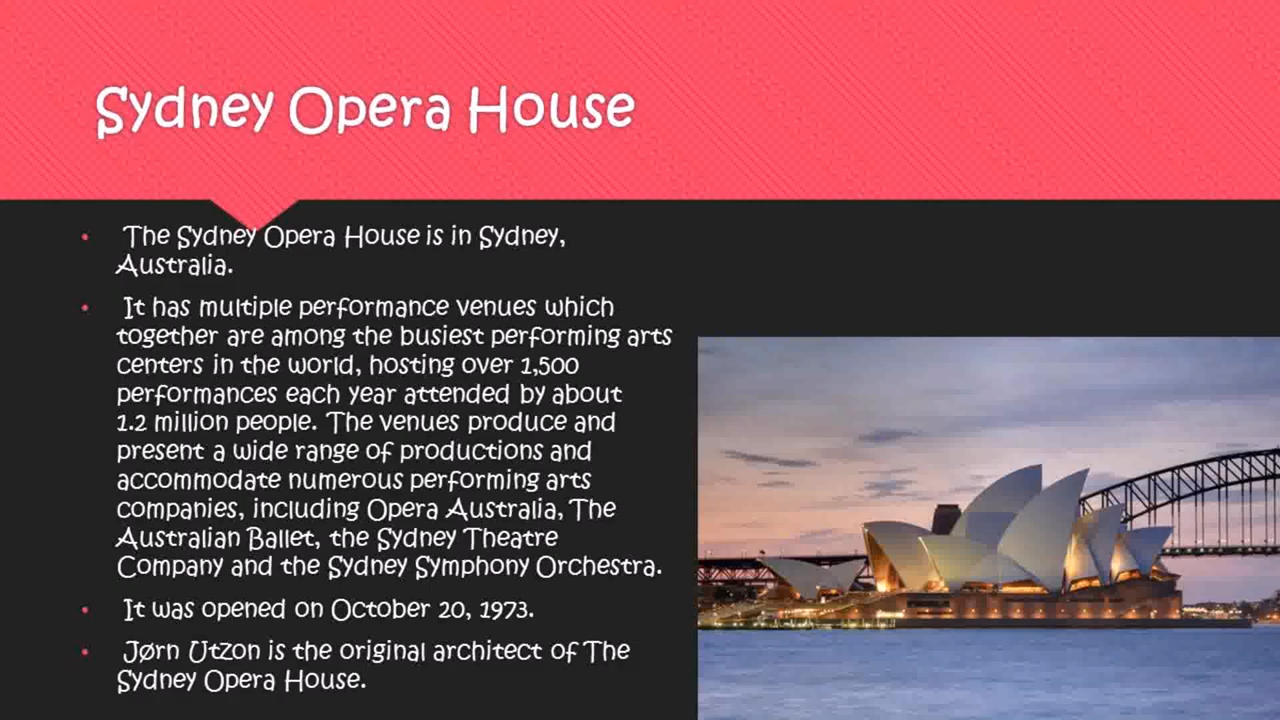 Sydney Opera House
• The Sydney Opera House is in Sydney,
Australia.
• It has multiple performance venues which
together are among the busiest performing arts
centers in the world, hosting over 1,500
performances each year attended by about
1.2 million people. The venues produce and
present a wide range of productions and
accommodate numerous performing arts
companies, including Opera Australia, The
Australian Ballet, the Sydney Theatre
Company and the Sydney Symphony Orchestra.
• It was opened on October 20, 1973.
• Jørn Utzon is the original architect of The
Sydney Opera House.